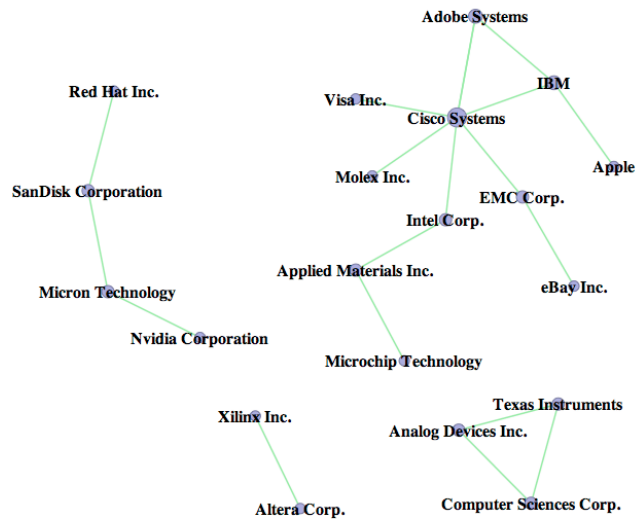 Adobe Systems
Red Hat Inc.
IBM
Visa Inc.
Cisco Systems
Apple
Molex Inc.
SanDisk Corporation
EMC Corp.
Intel Corp.
Applied Materials Inc.
eBay Inc.
Micron Technology
Nvidia Corporation
Microchip Technology
Texas Instruments
Xilinx Inc.
Analog Devices Inc.
Computer Sciences Corp.
Altera Corp.